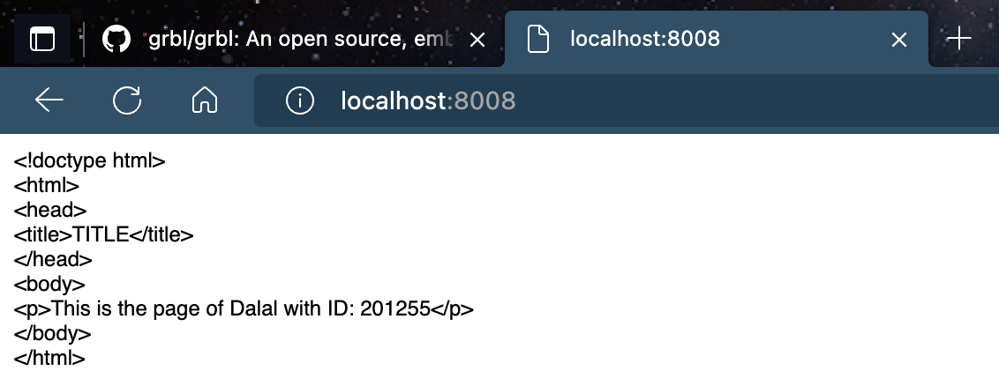 grbl/grbl: An open source, emb
localhost:8008
localhost:8008
<!doctype html>
<html>
<head>
<title>TITLE</title>
</head>
<body>
<p>This is the page of Dalal with ID: 201255</p>
</body>
</html>